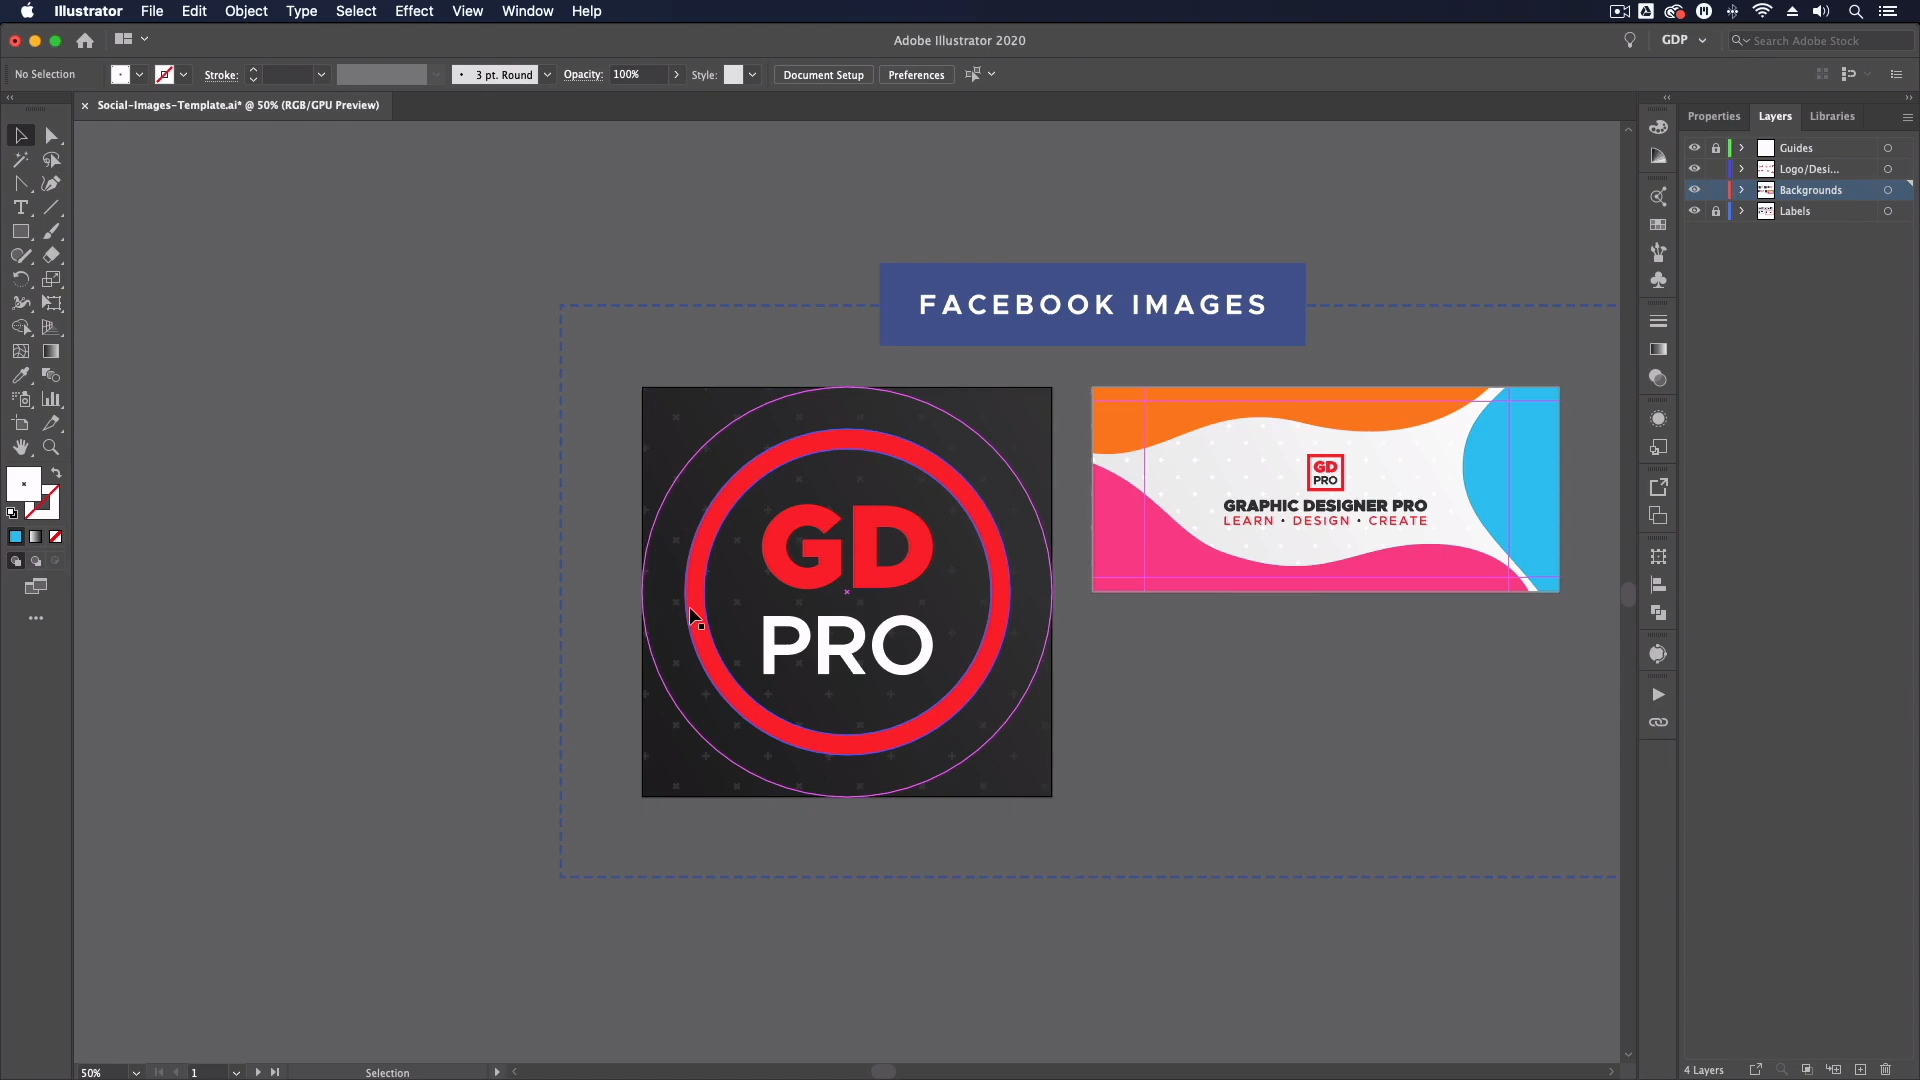 Illustrator File Edit Object Type Select Effect View Window Help
Adobe Illustrator 2020
GDP
Search Adobe Stock
No Selection
Stroke:
3 pt. Round
Opacity: 100%
Style:
Document Setup
Preferences
× Social-Images-Template.ai* @ 50% (RGB/GPU Preview)
Properties
Layers
Libraries
Guides
Logo/Desi...
Backgrounds
Labels
FACEBOOK IMAGES
GD
PRO
GD
PRO
GRAPHIC DESIGNER PRO
LEARN • DESIGN • CREATE
50%
1
Selection
4 Layers